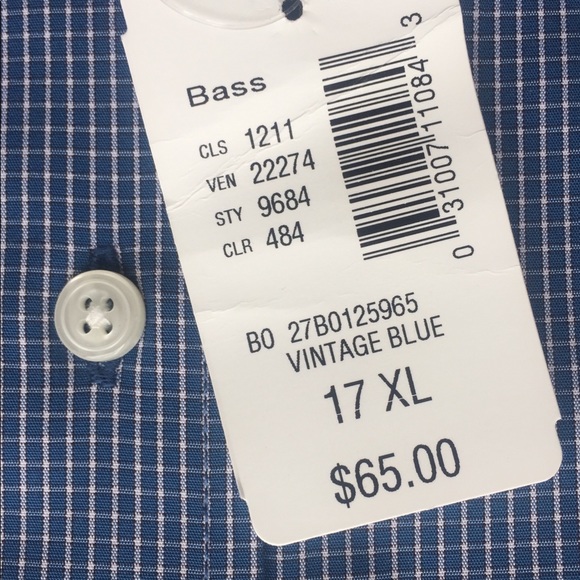 Bass
CLS 1211
VEN 22274
STY 9684
CLR 484
0 31007 11084 3
BO 27B0125965
VINTAGE BLUE
17 XL
$65.00